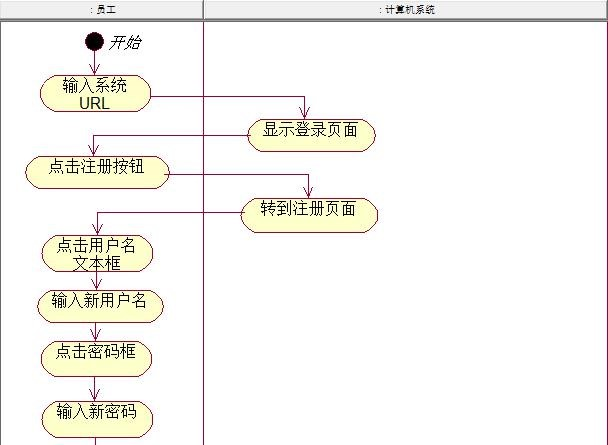 : 员工
: 计算机系统
开始
输入系统
URL
显示登录页面
点击注册按钮
转到注册页面
点击用户名
文本框
输入新用户名
点击密码框
输入新密码